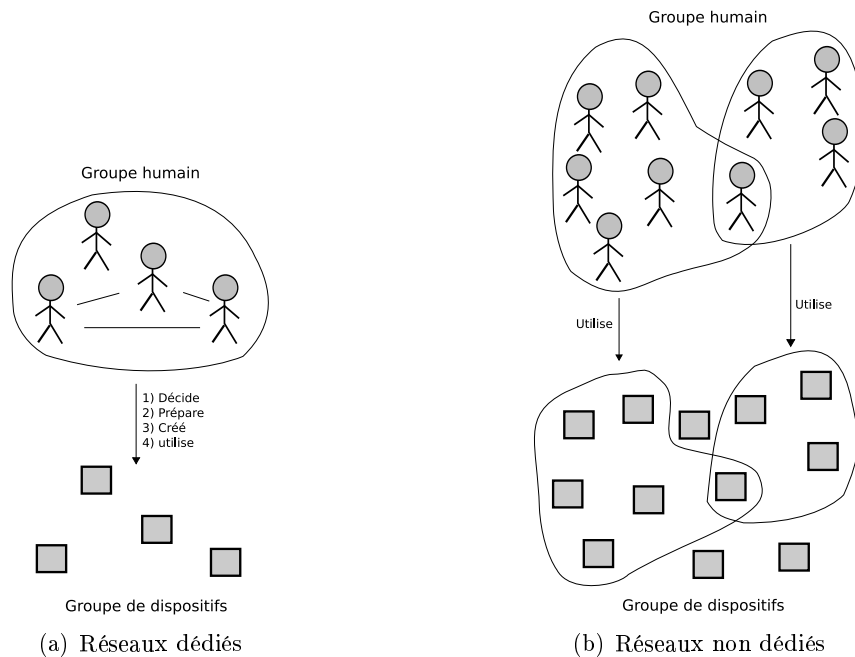 Groupe humain
1) Décide
2) Prépare
3) Créé
4) utilise
Groupe de dispositifs
(a) Réseaux dédiés
Groupe humain
Utilise
Utilise
Groupe de dispositifs
(b) Réseaux non dédiés